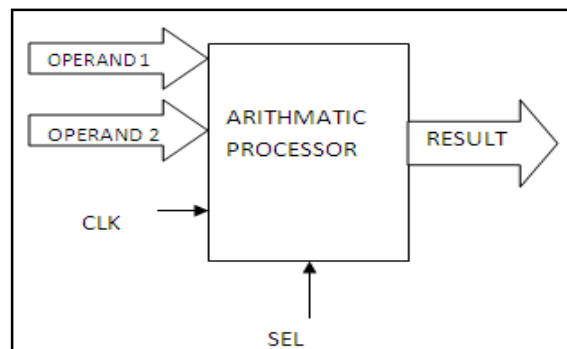 OPERAND 1
OPERAND 2
ARITHMATIC
PROCESSOR
RESULT
CLK
SEL